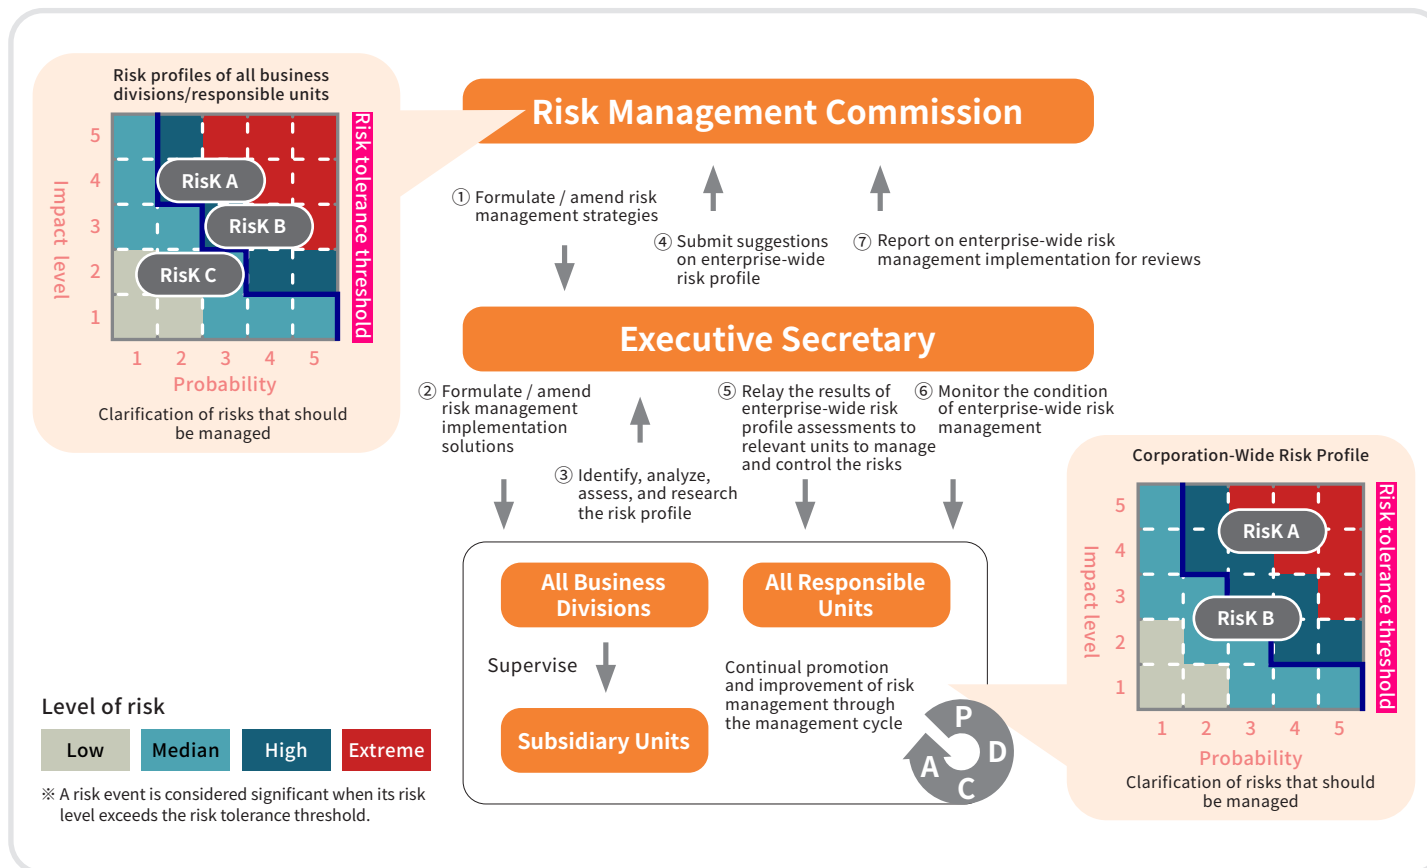 Risk profiles of all business
divisions/responsible units
Impact level
5
4
3
2
1
RisK A
RisK B
RisK C
Risk tolerance threshold
1 2 3 4 5
Probability
Clarification of risks that should
be managed
Risk Management Commission
① Formulate / amend risk
management strategies
④ Submit suggestions
on enterprise-wide
risk profile
⑦ Report on enterprise-wide risk
management implementation for reviews
Executive Secretary
② Formulate / amend
risk management
implementation
solutions
③ Identify, analyze,
assess, and research
the risk profile
⑤ Relay the results of
enterprise-wide risk
profile assessments to
relevant units to manage
and control the risks
⑥ Monitor the condition
of enterprise-wide risk
management
All Business
Divisions
Supervise
Subsidiary Units
All Responsible
Units
Continual promotion
and improvement of risk
management through
the management cycle
P
D
C
A
Corporation-Wide Risk Profile
Impact level
5
4
3
2
1
RisK A
RisK B
Risk tolerance threshold
1 2 3 4 5
Probability
Clarification of risks that should
be managed
Level of risk
Low
Median
High
Extreme
※ A risk event is considered significant when its risk
level exceeds the risk tolerance threshold.